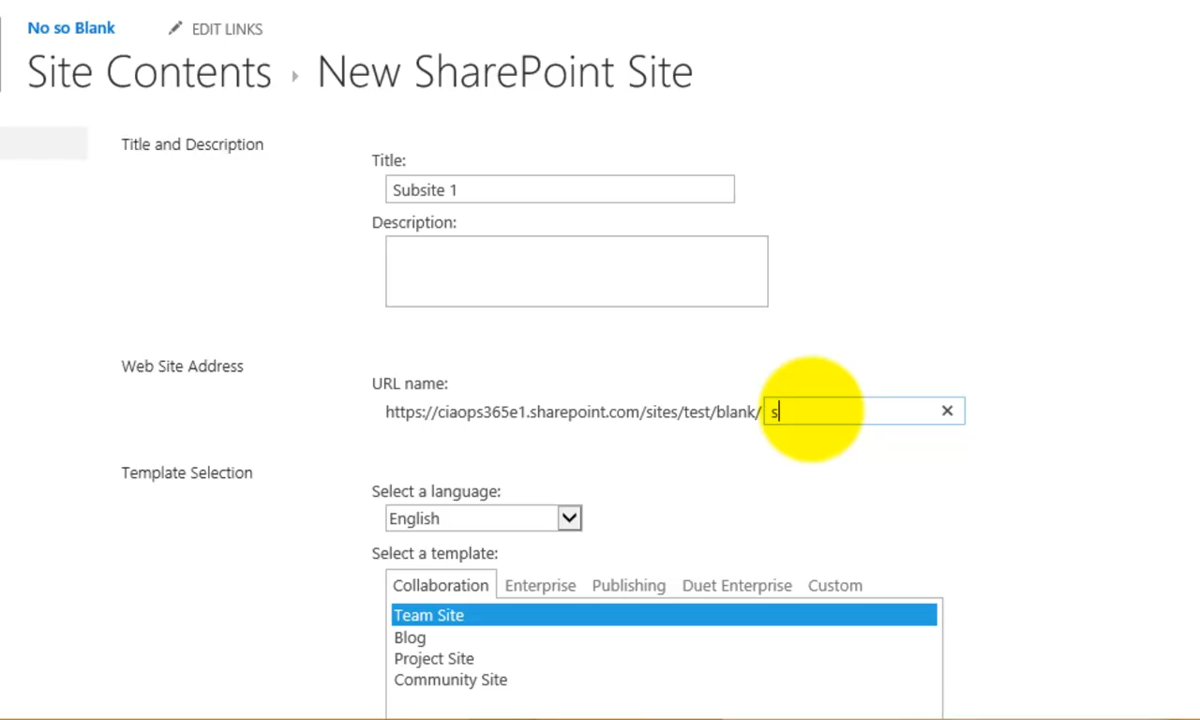 No so Blank EDIT LINKS
Site Contents New SharePoint Site
Title and Description
Title:
Subsite 1
Description:
Web Site Address
URL name:
https://ciaops365e1.sharepoint.com/sites/test/blank/ s
Template Selection
Select a language:
English
Select a template:
Collaboration Enterprise Publishing Duet Enterprise Custom
Team Site
Blog
Project Site
Community Site